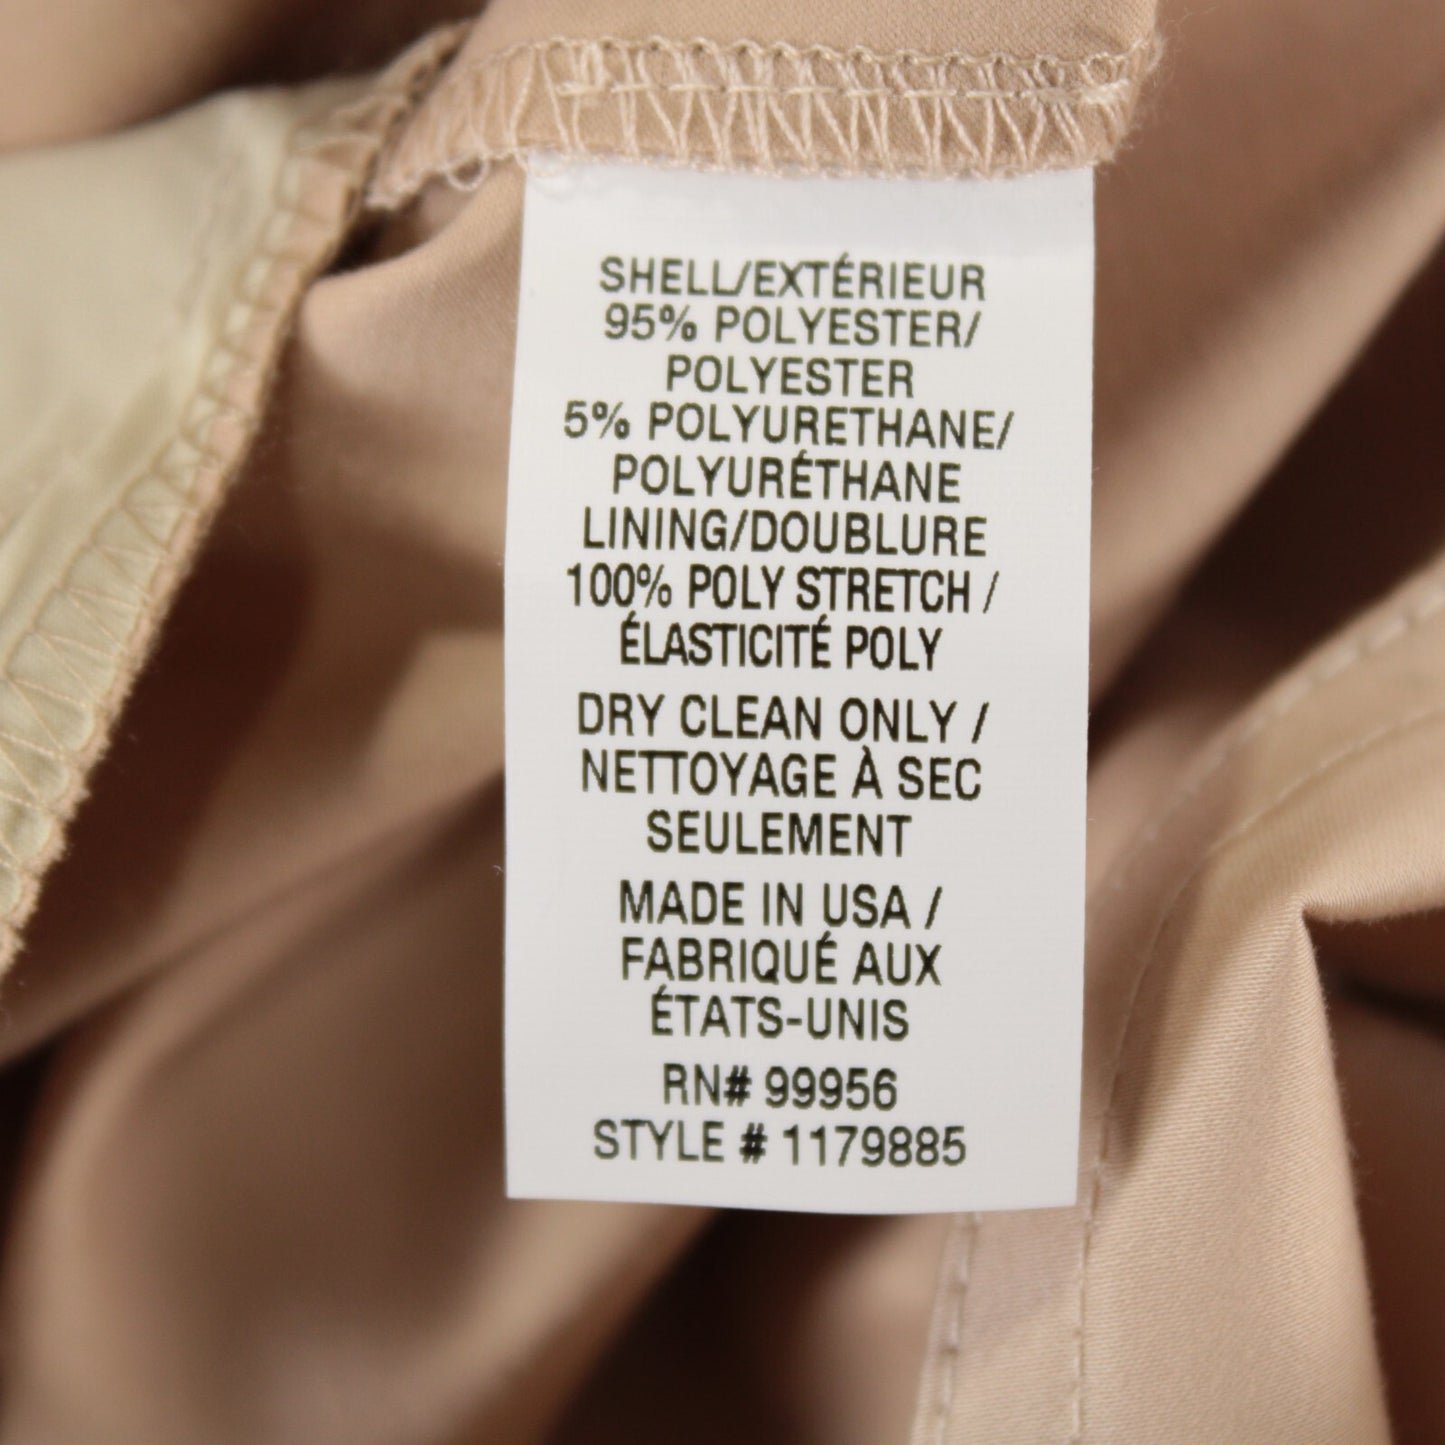 SHELL/EXTÉRIEUR
95% POLYESTER/
POLYESTER
5% POLYURETHANE/
POLYURÉTHANE
LINING/DOUBLURE
100% POLY STRETCH /
ÉLASTICITÉ POLY
DRY CLEAN ONLY /
NETTOYAGE À SEC
SEULEMENT
MADE IN USA /
FABRIQUÉ AUX
ÉTATS-UNIS
RN# 99956
STYLE # 1179885